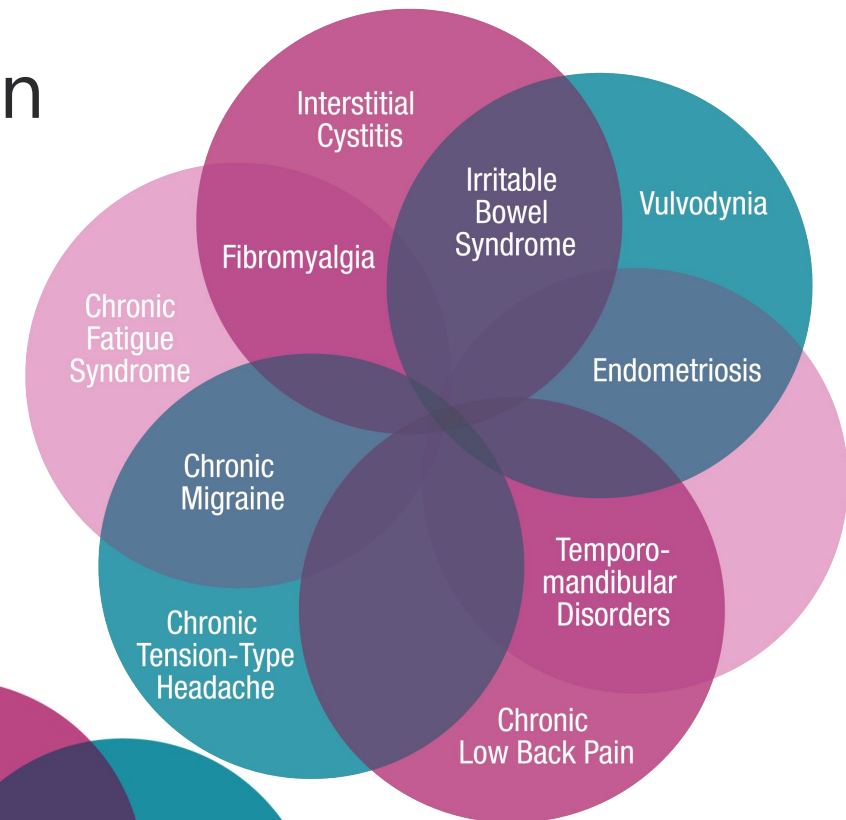 n
Interstitial
Cystitis
Irritable
Bowel
Syndrome
Vulvodynia
Fibromyalgia
Chronic
Fatigue
Syndrome
Endometriosis
Chronic
Migraine
Temporo-
mandibular
Disorders
Chronic
Tension-Type
Headache
Chronic
Low Back Pain